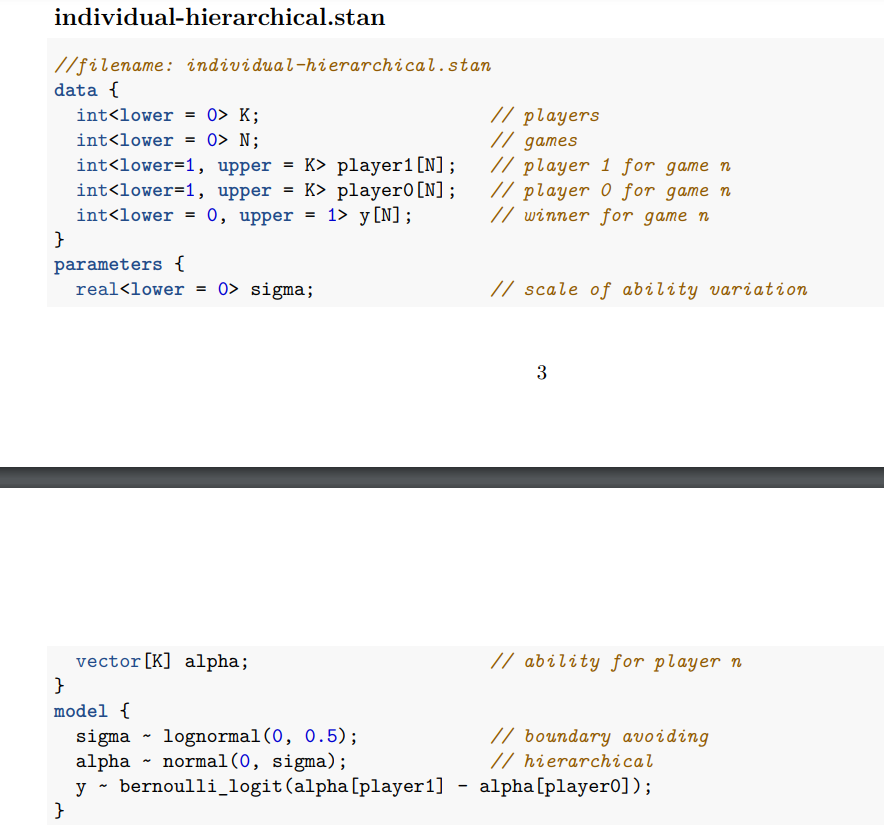 individual-hierarchical.stan
//filename: individual-hierarchical.stan
data {
  int<lower = 0> K;                     // players
  int<lower = 0> N;                     // games
  int<lower=1, upper = K> player1[N];   // player 1 for game n
  int<lower=1, upper = K> player0[N];   // player 0 for game n
  int<lower = 0, upper = 1> y[N];       // winner for game n
}
parameters {
  real<lower = 0> sigma;                // scale of ability variation
3
  vector[K] alpha;                      // ability for player n
}
model {
  sigma ~ lognormal(0, 0.5);            // boundary avoiding
  alpha ~ normal(0, sigma);             // hierarchical
  y ~ bernoulli_logit(alpha[player1] - alpha[player0]);
}